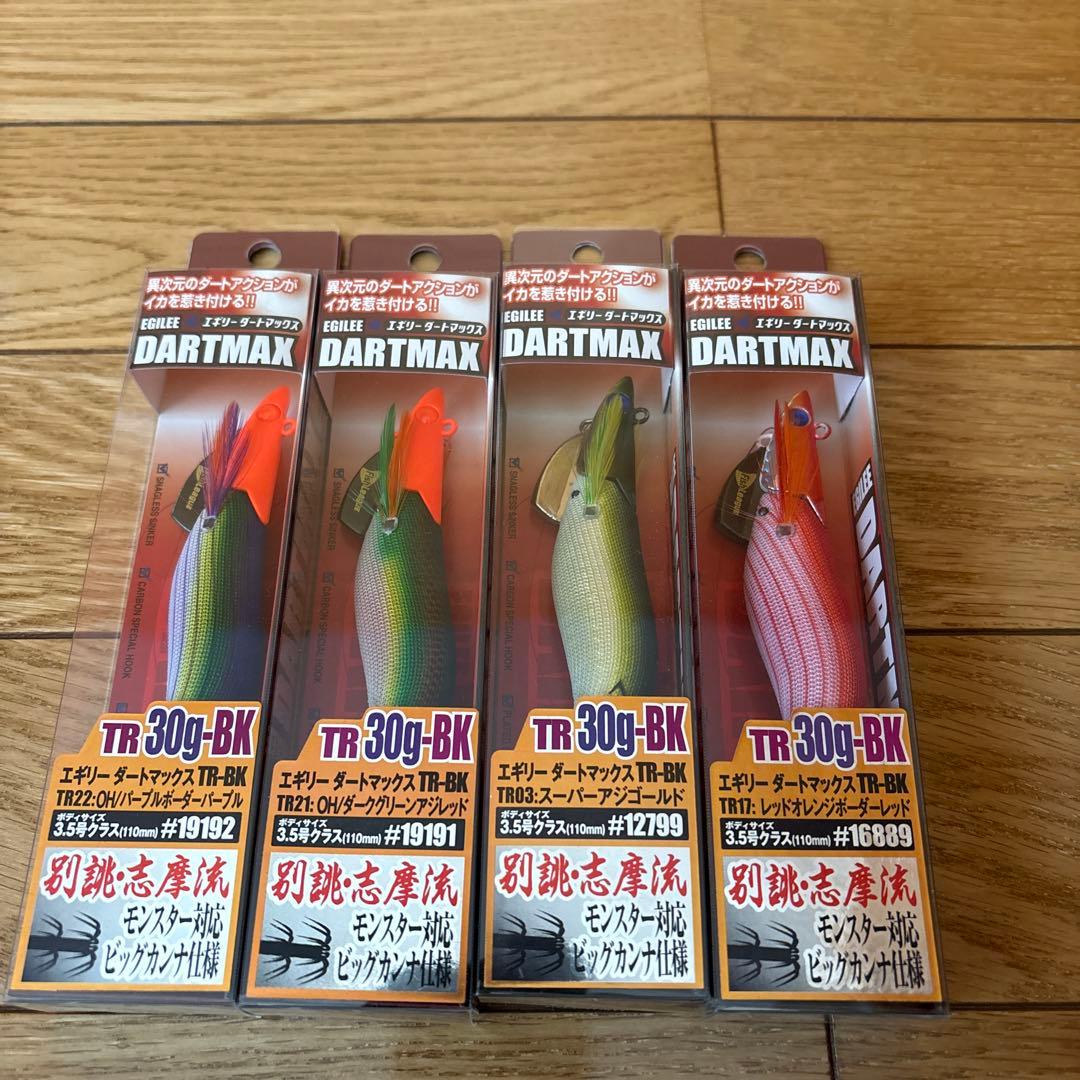 異次元のダートアクションが
イカを惹き付ける!!
EGILEE エギリーダートマックス
DARTMAX
Fish League
SNAGLESS SINKER
CARBON SPECIAL HOOK
TR 30g-BK
エギリー ダートマックス TR-BK
TR22:OH/パープルボーダーパープル
ボディサイズ
3.5号クラス(110mm) #19192
別誂・志摩流
モンスター対応
ビッグカンナ仕様
異次元のダートアクションが
イカを惹き付ける!!
EGILEE エギリーダートマックス
DARTMAX
SNAGLESS SINKER
CARBON SPECIAL HOOK
TR 30g-BK
エギリー ダートマックス TR-BK
TR21: OH/ダークグリーンアジレッド
ボディサイズ
3.5号クラス(110mm) #19191
別誂・志摩流
モンスター対応
ビッグカンナ仕様
異次元のダートアクションが
イカを惹き付ける!!
EGILEE エギリーダートマックス
DARTMAX
SNAGLESS SINKER
CARBON SPECIAL HOOK
TR 30g-BK
エギリー ダートマックス TR-BK
TR03:スーパーアジゴールド
ボディサイズ
3.5号クラス(110mm) #12799
別誂・志摩流
モンスター対応
ビッグカンナ仕様
異次元のダートアクションが
イカを惹き付ける!!
EGILEE エギリーダートマックス
DARTMAX
League
TR 30g-BK
エギリー ダートマックス TR-BK
TR17: レッドオレンジボーダーレッド
ボディサイズ
3.5号クラス(110mm) #16889
別誂・志摩流
モンスター対応
ビッグカンナ仕様